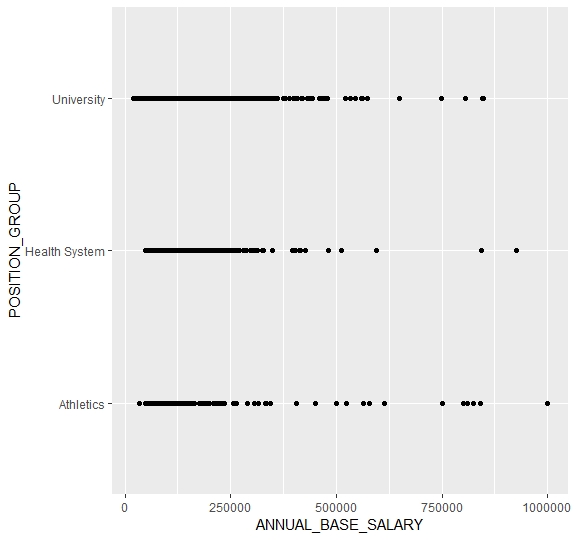 University
Health System
Athletics
POSITION_GROUP
0 250000 500000 750000 1000000
ANNUAL_BASE_SALARY